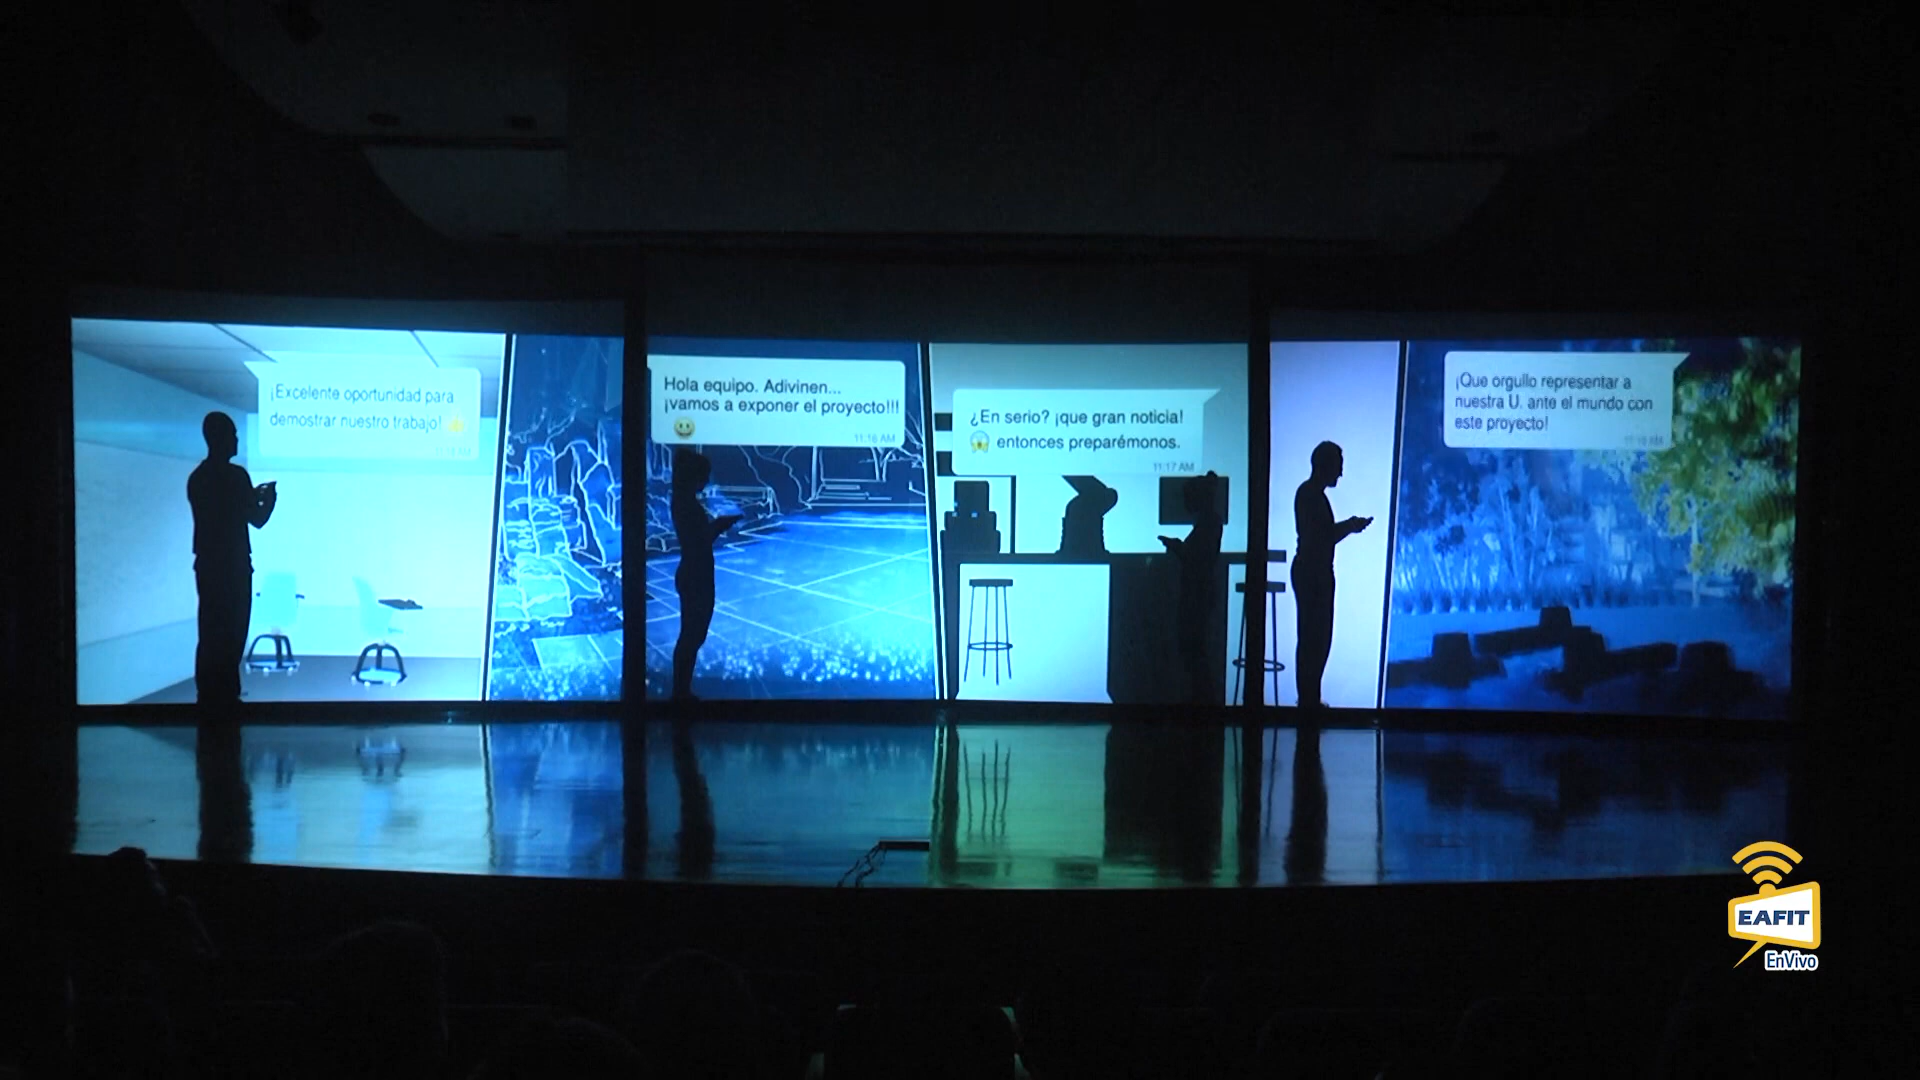 ¡Excelente oportunidad para
demostrar nuestro trabajo!
Hola equipo. Adivinen...
¡vamos a exponer el proyecto!!!
11:16 AM
¿En serio? ¡que gran noticia!
entonces preparémonos.
11:17 AM
¡Que orgullo representar a
nuestra U. ante el mundo con
este proyecto!
EAFIT
EnVivo